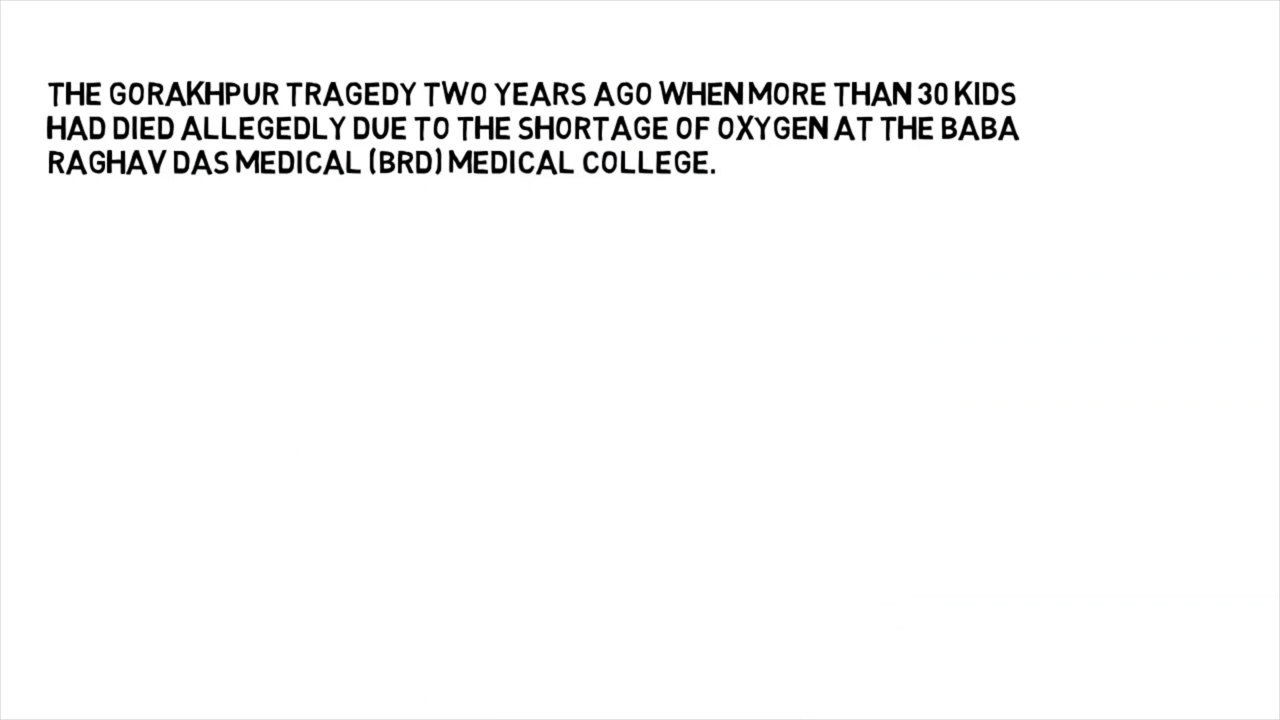 THE GORAKHPUR TRAGEDY TWO YEARS AGO WHEN MORE THAN 30 KIDS
HAD DIED ALLEGEDLY DUE TO THE SHORTAGE OF OXYGEN AT THE BABA
RAGHAV DAS MEDICAL (BRD) MEDICAL COLLEGE.